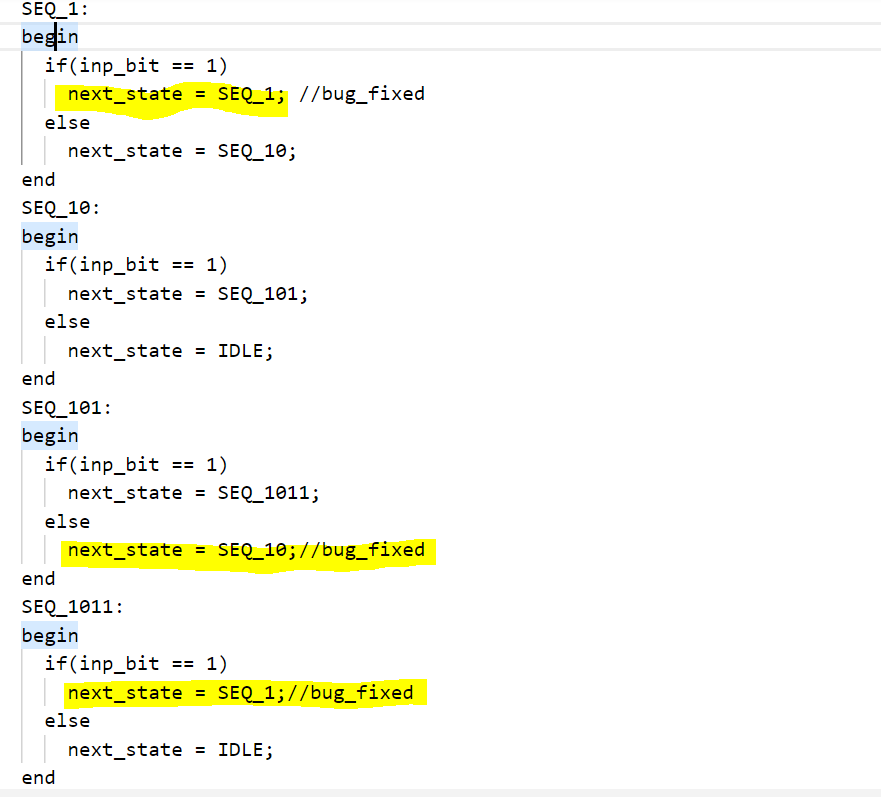 SEQ_1:
begin
if(inp_bit == 1)
next_state = SEQ_1; //bug_fixed
else
next_state = SEQ_10;
end
SEQ_10:
begin
if(inp_bit == 1)
next_state = SEQ_101;
else
next_state = IDLE;
end
SEQ_101:
begin
if(inp_bit == 1)
next_state = SEQ_1011;
else
next_state = SEQ_10;//bug_fixed
end
SEQ_1011:
begin
if(inp_bit == 1)
next_state = SEQ_1;//bug_fixed
else
next_state = IDLE;
end